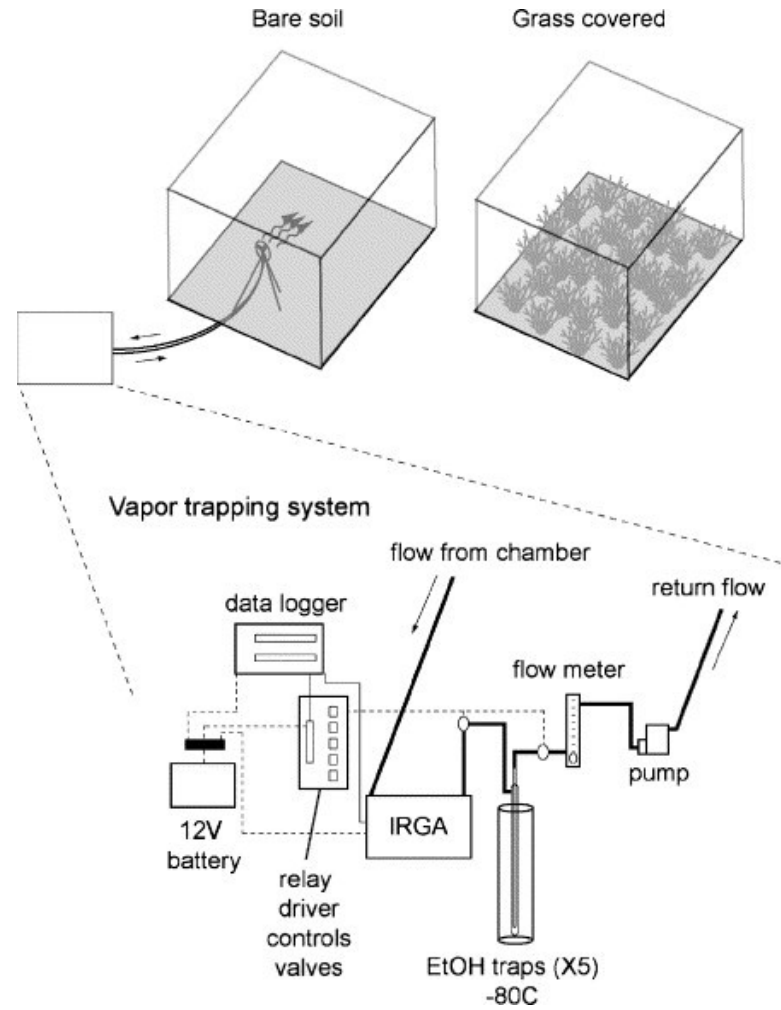 Bare soil
Grass covered
Vapor trapping system
flow from chamber
return flow
data logger
flow meter
pump
12V
battery
IRGA
relay
driver
controls
valves
EtOH traps (X5)
-80C